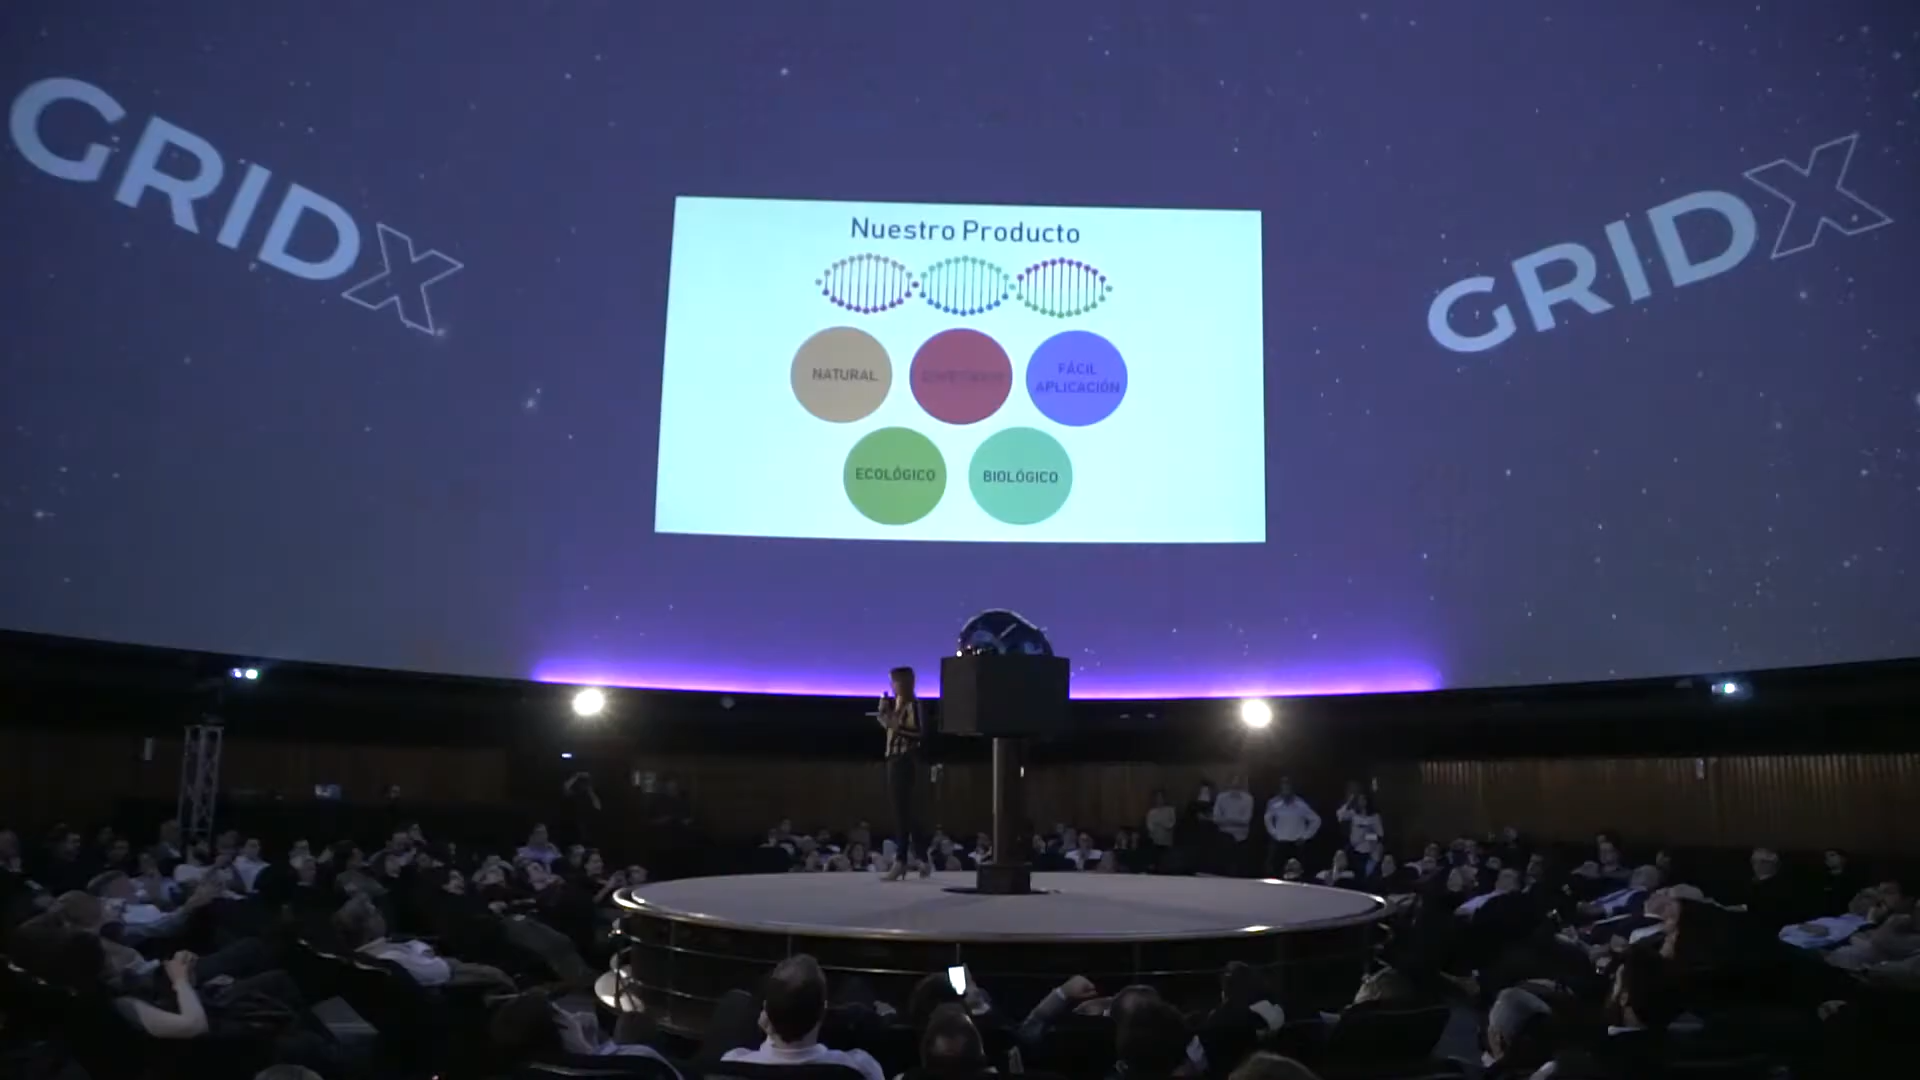 GRIDX
GRIDX
Nuestro Producto
NATURAL
FÁCIL
APLICACIÓN
ECOLÓGICO
BIOLÓGICO